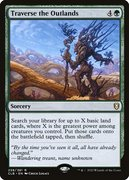 Traverse the Outlands 4
Sorcery
Search your library for up to X basic land
cards, where X is the greatest power
among creatures you control. Put those cards
onto the battlefield tapped, then shuffle.
"By the time you've seen it all, all has already
changed."
—Wandering treant, name unknown